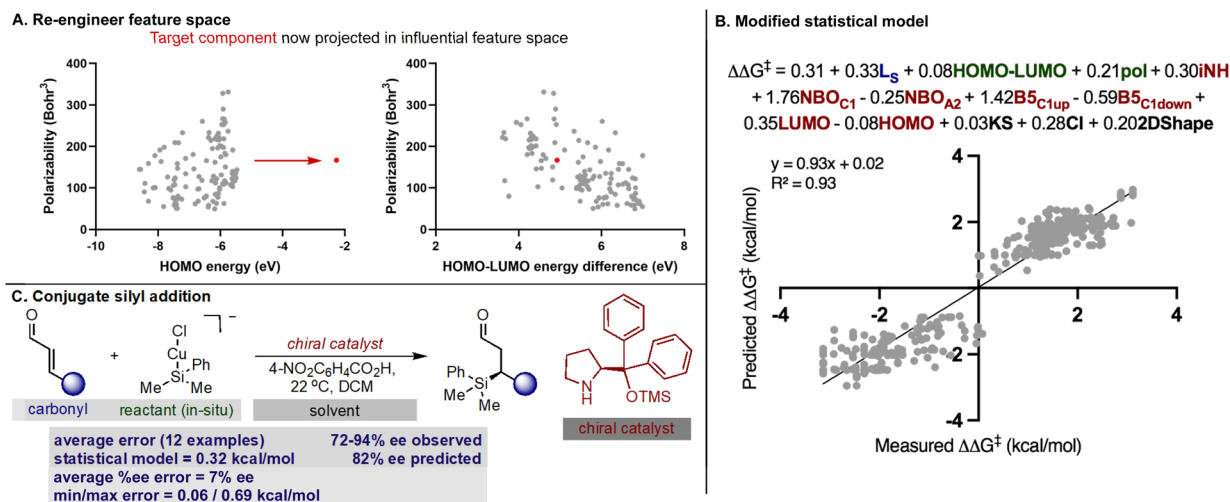 A. Re-engineer feature space
Target component now projected in influential feature space
Polarizability (Bohr³)
400
300
200
100
0
-10
-8
-6
-4
-2
HOMO energy (eV)
Polarizability (Bohr³)
400
300
200
100
0
2
4
6
8
HOMO-LUMO energy difference (eV)
B. Modified statistical model
ΔΔG‡ = 0.31 + 0.33L_S + 0.08HOMO-LUMO + 0.21pol + 0.30iNH
+ 1.76NBO_C1 - 0.25NBO_A2 + 1.42B5_C1up - 0.59B5_C1down +
0.35LUMO - 0.08HOMO + 0.03KS + 0.28CI + 0.202DShape
y = 0.93x + 0.02
R² = 0.93
Predicted ΔΔG‡ (kcal/mol)
4
2
-2
-4
-4
-2
0
2
4
Measured ΔΔG‡ (kcal/mol)
C. Conjugate silyl addition
O
carbonyl
+
Cl
Cu
Si
Ph
Me
Me
−
reactant (in-situ)
chiral catalyst
4-NO₂C₆H₄CO₂H,
22 ºC, DCM
solvent
O
Ph
Si
Me
Me
N
H
OTMS
chiral catalyst
average error (12 examples)
72-94% ee observed
statistical model = 0.32 kcal/mol
82% ee predicted
average %ee error = 7% ee
min/max error = 0.06 / 0.69 kcal/mol